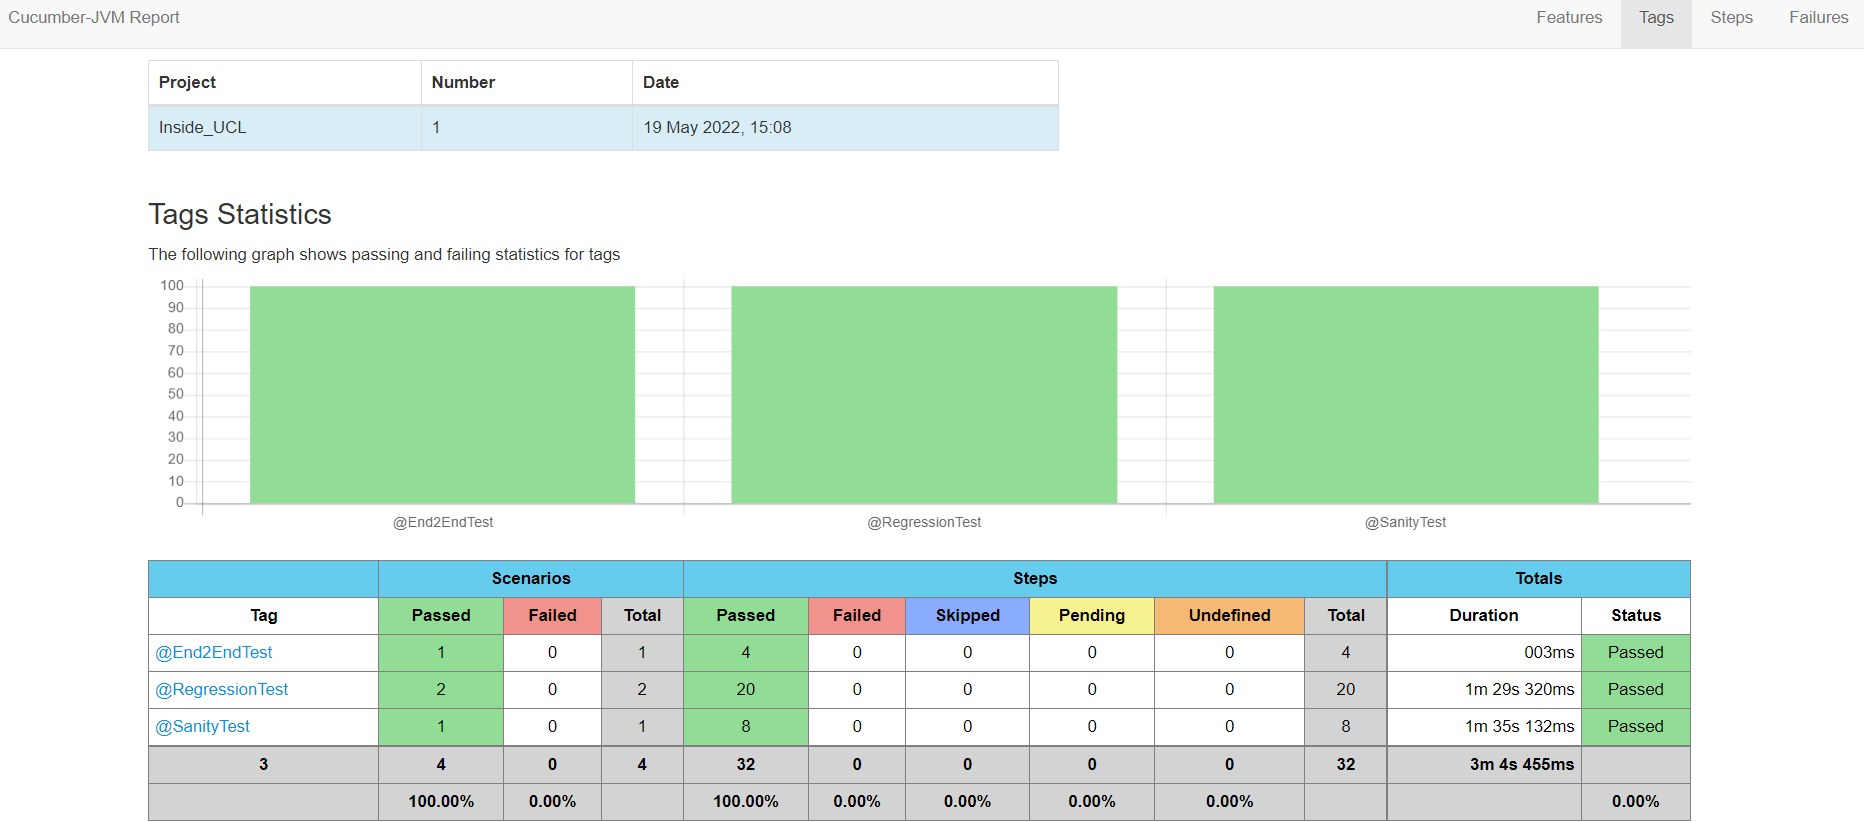 Cucumber-JVM Report Features Tags Steps Failures
Project Number Date
Inside_UCL 1 19 May 2022, 15:08
Tags Statistics
The following graph shows passing and failing statistics for tags
100
90
80
70
60
50
40
30
20
10
0
@End2EndTest @RegressionTest @SanityTest
Scenarios Steps Totals
Tag Passed Failed Total Passed Failed Skipped Pending Undefined Total Duration Status
@End2EndTest 1 0 1 4 0 0 0 0 4 003ms Passed
@RegressionTest 2 0 2 20 0 0 0 0 20 1m 29s 320ms Passed
@SanityTest 1 0 1 8 0 0 0 0 8 1m 35s 132ms Passed
3 4 0 4 32 0 0 0 0 32 3m 4s 455ms
100.00% 0.00% 100.00% 0.00% 0.00% 0.00% 0.00% 0.00%